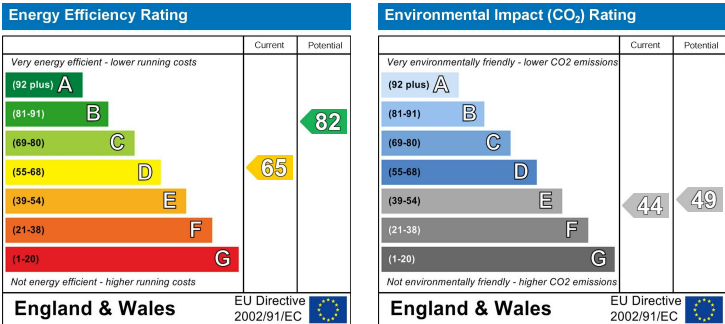 Energy Efficiency Rating
Current Potential
Very energy efficient - lower running costs
(92 plus) A
(81-91) B
82
(69-80) C
(55-68) D
65
(39-54) E
(21-38) F
(1-20) G
Not energy efficient - higher running costs
England & Wales
EU Directive
2002/91/EC
Environmental Impact (CO₂) Rating
Current Potential
Very environmentally friendly - lower CO2 emissions
(92 plus) A
(81-91) B
(69-80) C
(55-68) D
(39-54) E
44 49
(21-38) F
(1-20) G
Not environmentally friendly - higher CO2 emissions
England & Wales
EU Directive
2002/91/EC